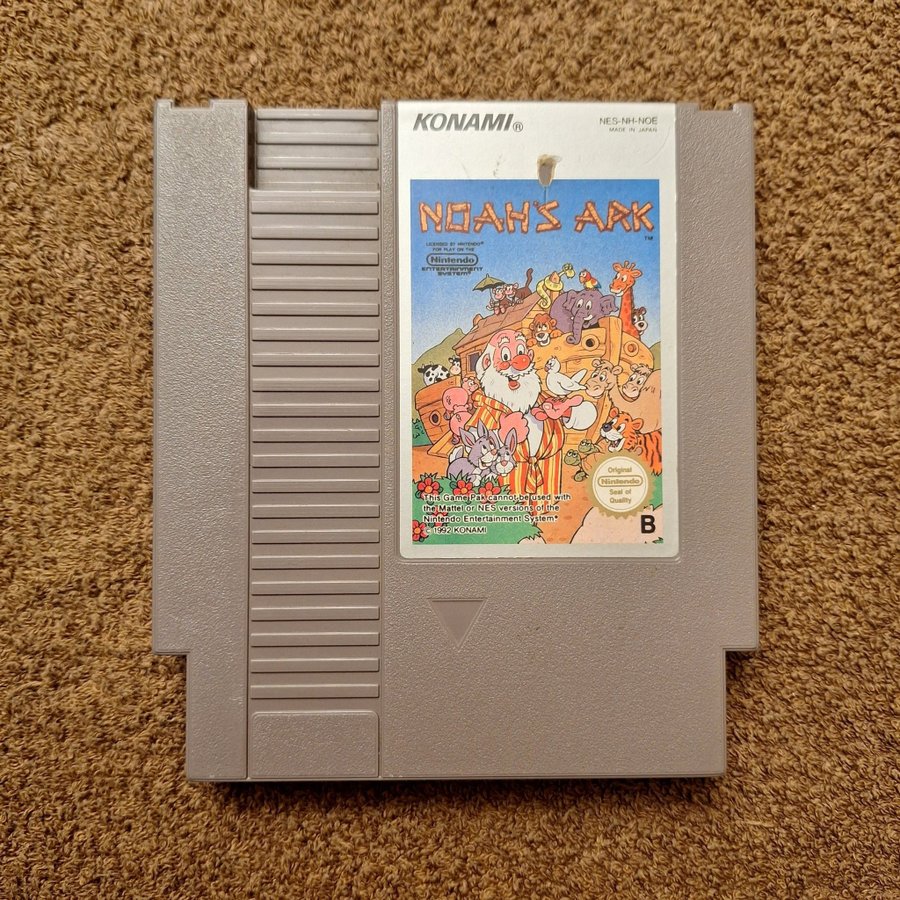 KONAMI®
NES-NH-NOE
MADE IN JAPAN
NOAH'S ARK
TM
LICENSED BY NINTENDO®
FOR PLAY ON THE
Nintendo
ENTERTAINMENT
SYSTEM®
Original
Nintendo
Seal of
Quality
This Game Pak cannot be used with
the Mattel or NES versions of the
Nintendo Entertainment System®
© 1992 KONAMI
B